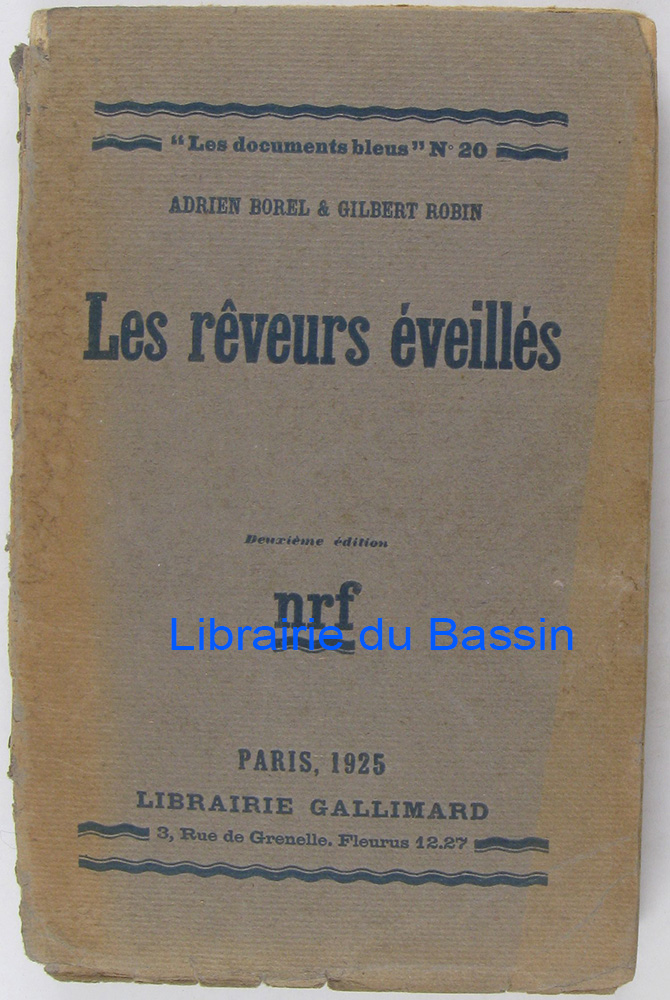 "Les documents bleus" N° 20
ADRIEN BOREL & GILBERT ROBIN
Les rêveurs éveillés
Deuxième édition
nrf
Librairie du Bassin
PARIS, 1925
LIBRAIRIE GALLIMARD
3, Rue de Grenelle. Fleurus 12.27